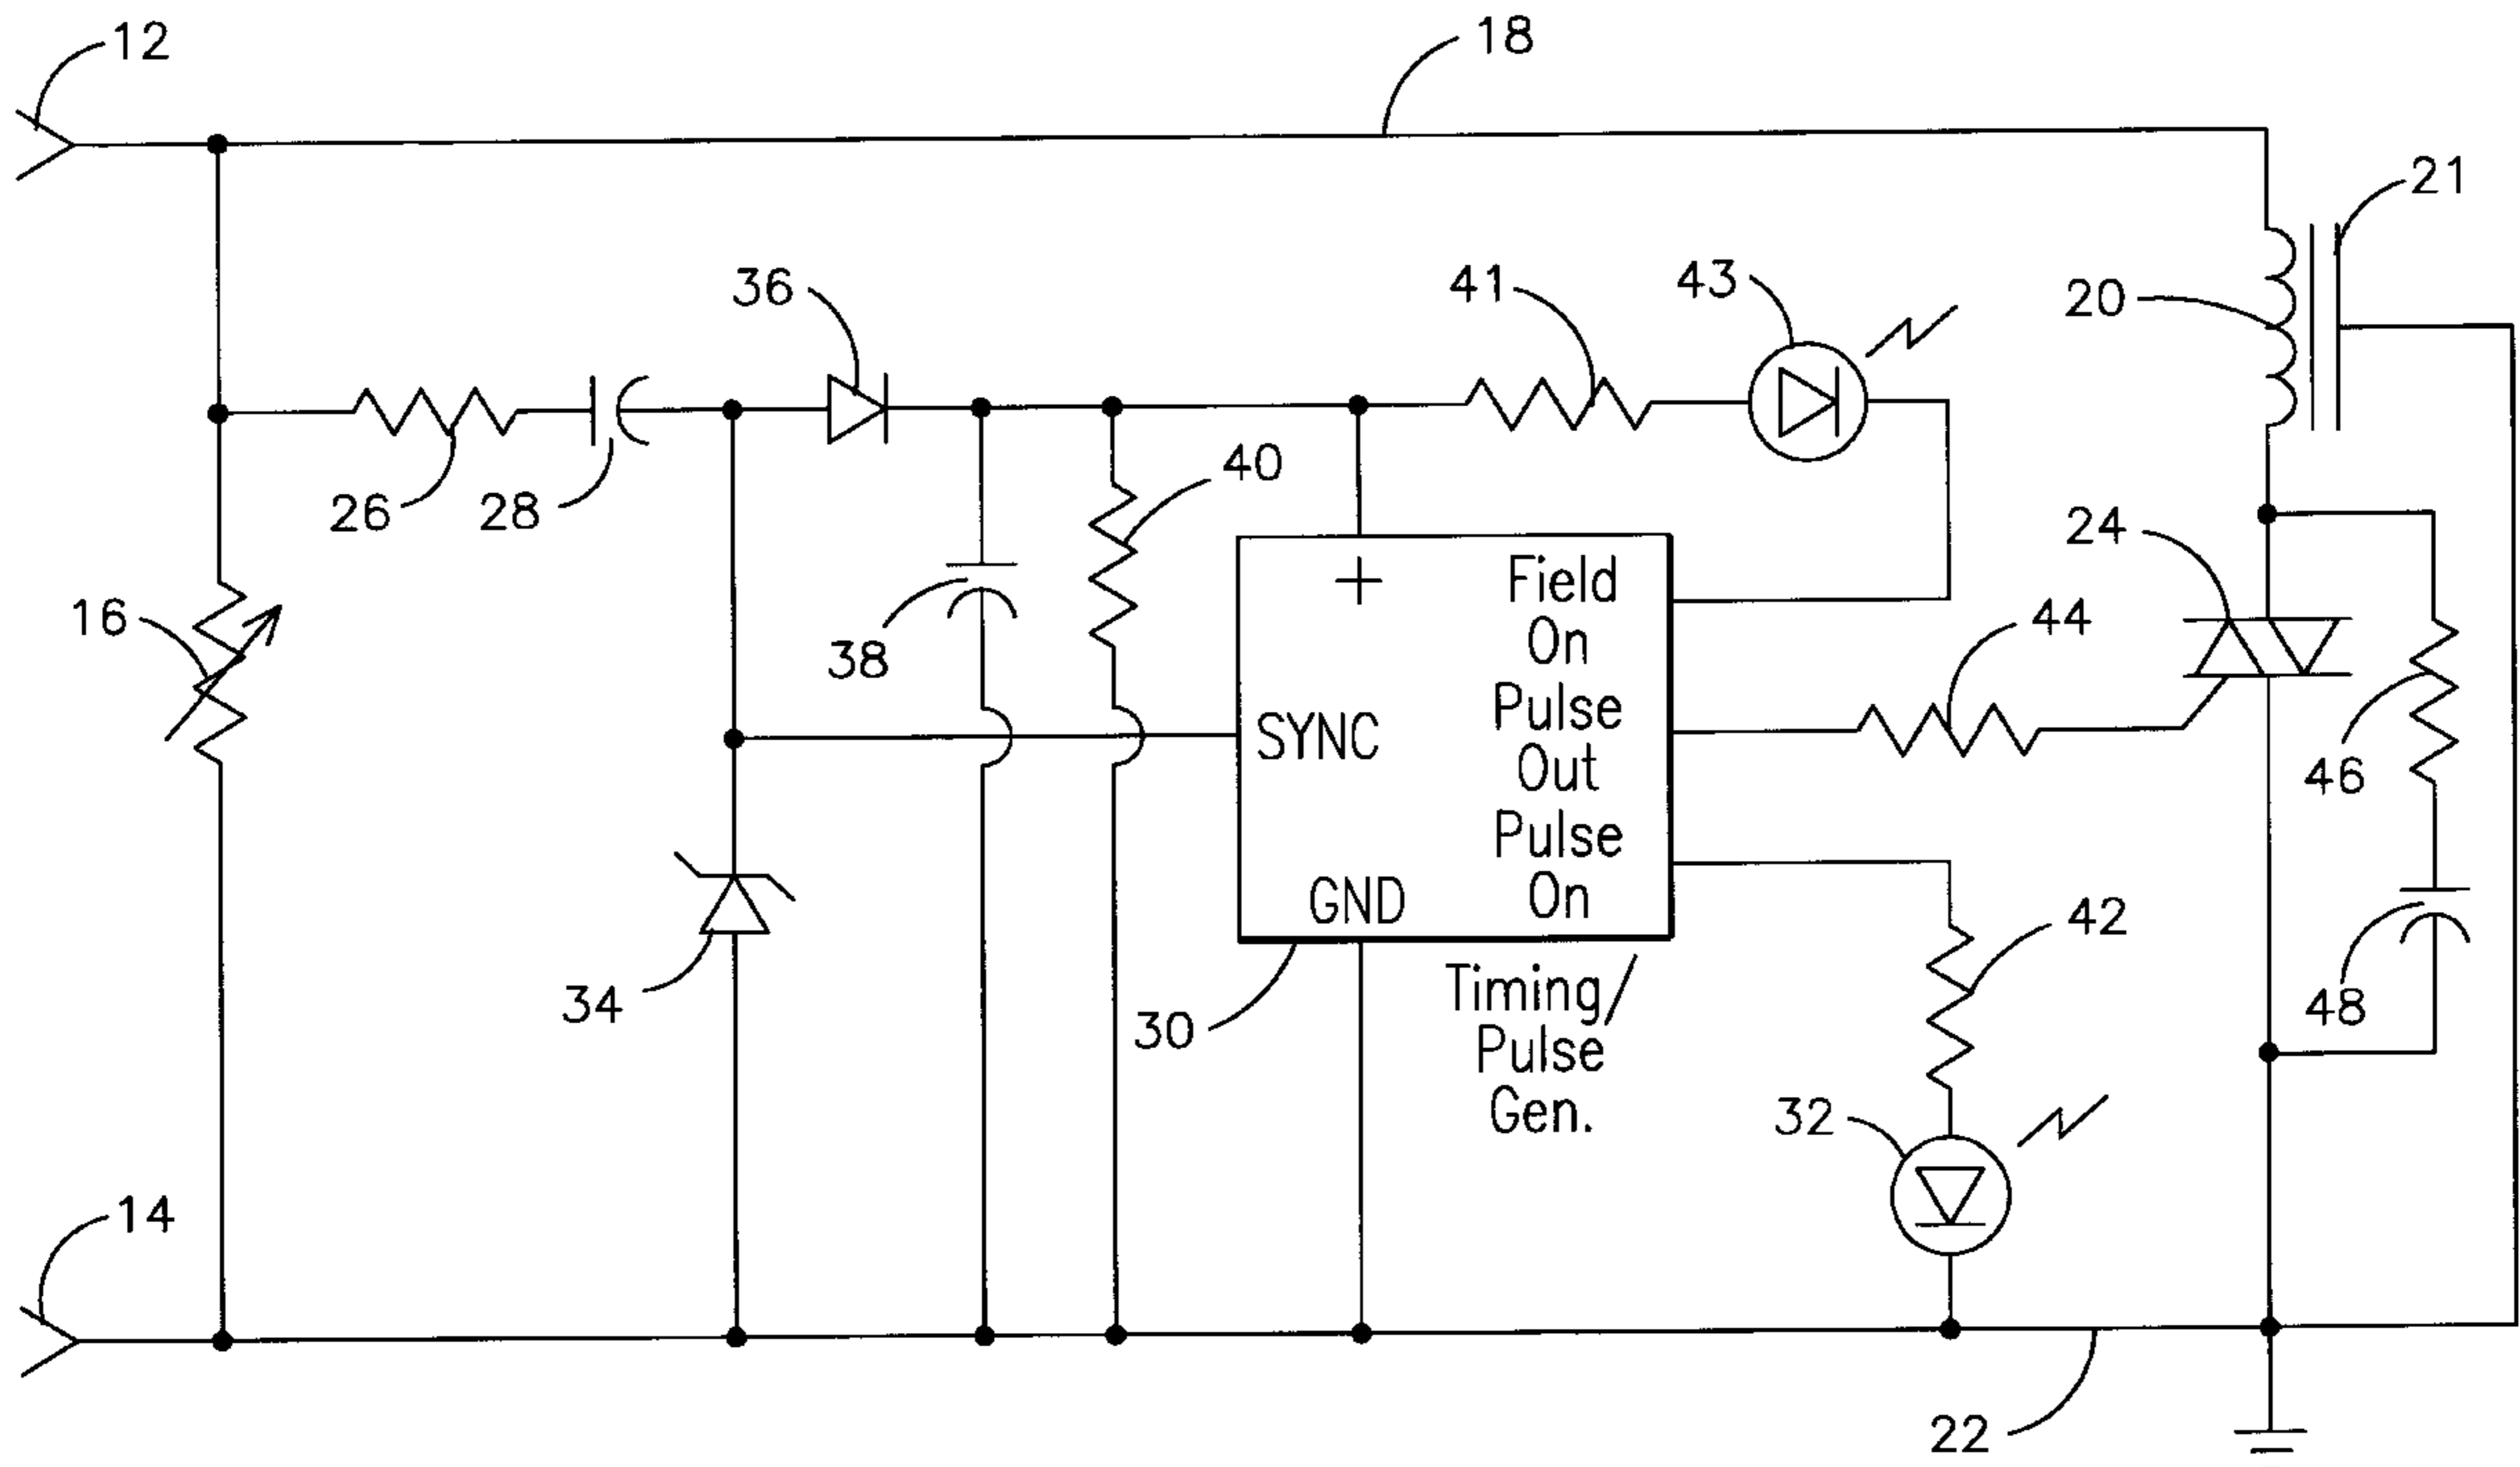 12
18
21
36
41
43
20
26
28
40
24
+
Field
On
16
38
44
SYNC
Pulse
Out
46
Pulse
On
GND
42
34
30
Timing/
Pulse
Gen.
48
32
14
22